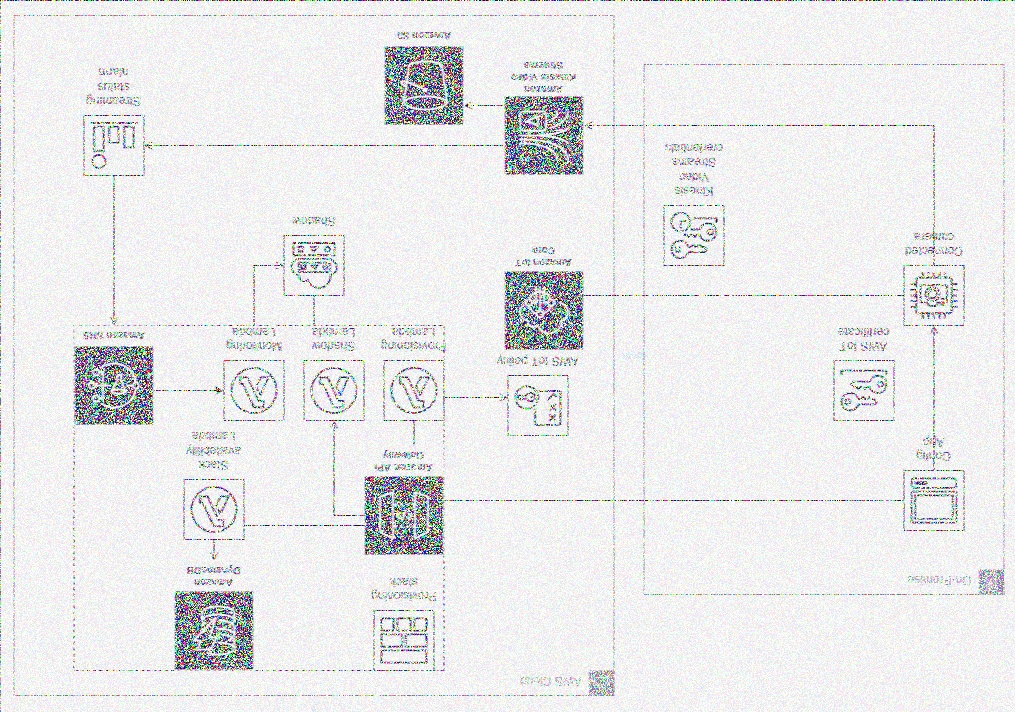 AWS Cloud
On-Premise
Provisioning
stack
Amazon
DynamoDB
Config
App
Amazon API
Gateway
Stack
availability
Lambda
AWS IoT
certificate
AWS IoT policy
Provisioning
Lambda
Shadow
Lambda
Monitoring
Lambda
Amazon SNS
Connected
camera
Amazon IoT
Core
Shadow
Kinesis
Video
Streams
credentials
Amazon
Kinesis Video
Streams
Amazon S3
Streaming
status
alarm